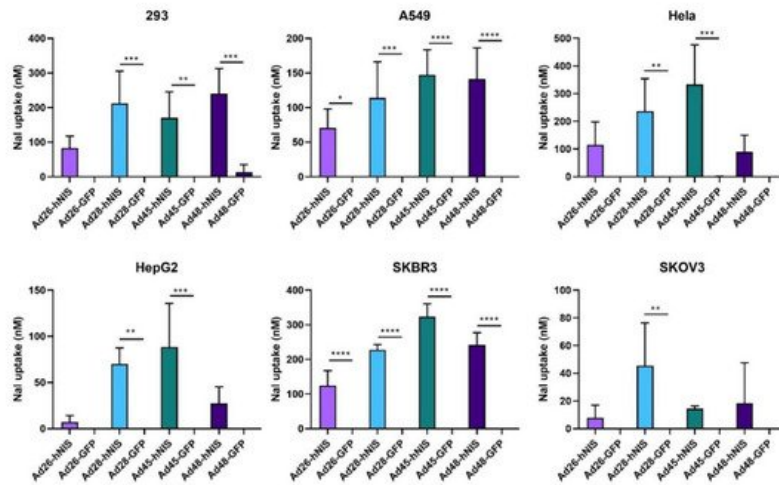 293
NaI uptake (nM)
400
300
200
100
0
***
**
***
Ad26-hNIS
Ad26-GFP
Ad28-hNIS
Ad28-GFP
Ad45-hNIS
Ad45-GFP
Ad48-hNIS
Ad48-GFP
A549
NaI uptake (nM)
200
150
100
50
0
*
***
****
****
Ad26-hNIS
Ad26-GFP
Ad28-hNIS
Ad28-GFP
Ad45-hNIS
Ad45-GFP
Ad48-hNIS
Ad48-GFP
Hela
NaI uptake (nM)
500
400
300
200
100
0
**
***
Ad26-hNIS
Ad26-GFP
Ad28-hNIS
Ad28-GFP
Ad45-hNIS
Ad45-GFP
Ad48-hNIS
Ad48-GFP
HepG2
NaI uptake (nM)
150
100
50
0
**
***
Ad26-hNIS
Ad26-GFP
Ad28-hNIS
Ad28-GFP
Ad45-hNIS
Ad45-GFP
Ad48-hNIS
Ad48-GFP
SKBR3
NaI uptake (nM)
400
300
200
100
0
****
****
****
****
Ad26-hNIS
Ad26-GFP
Ad28-hNIS
Ad28-GFP
Ad45-hNIS
Ad45-GFP
Ad48-hNIS
Ad48-GFP
SKOV3
NaI uptake (nM)
100
80
60
40
20
0
**
Ad26-hNIS
Ad26-GFP
Ad28-hNIS
Ad28-GFP
Ad45-hNIS
Ad45-GFP
Ad48-hNIS
Ad48-GFP